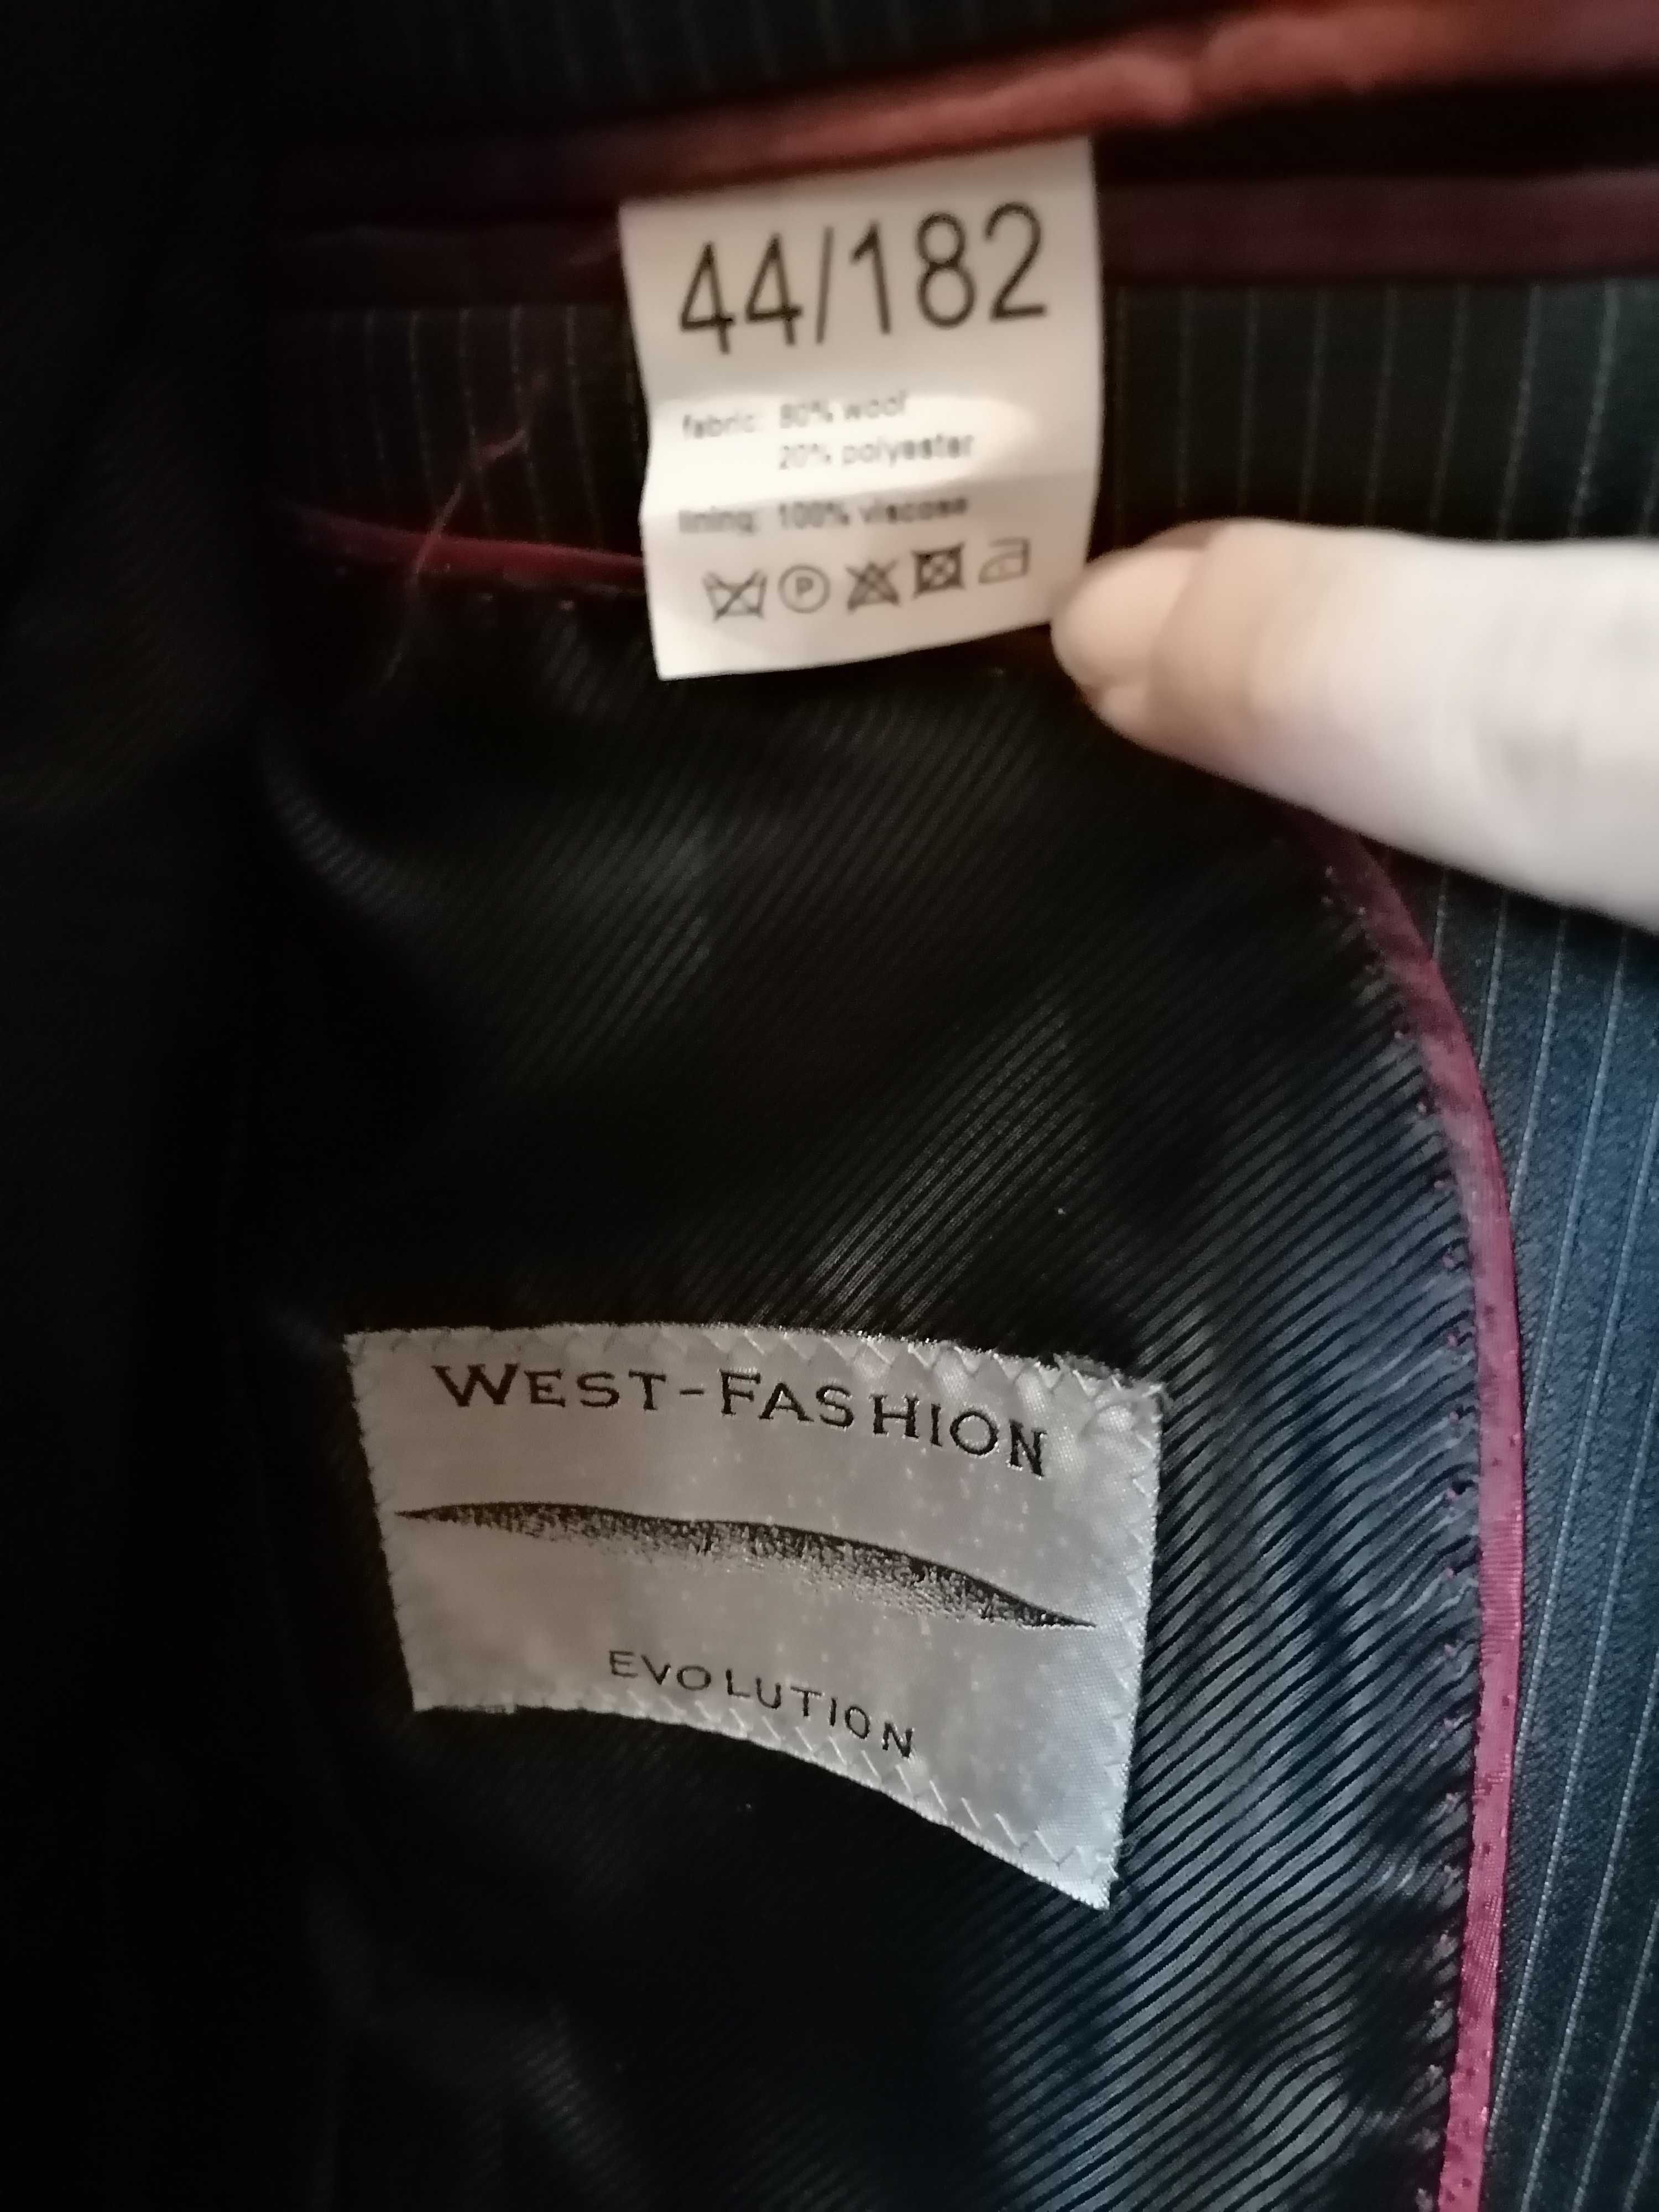 44/182
fabric: 80% wool
20% polyester
lining: 100% viscose
P
WEST-FASHION
EVOLUTION